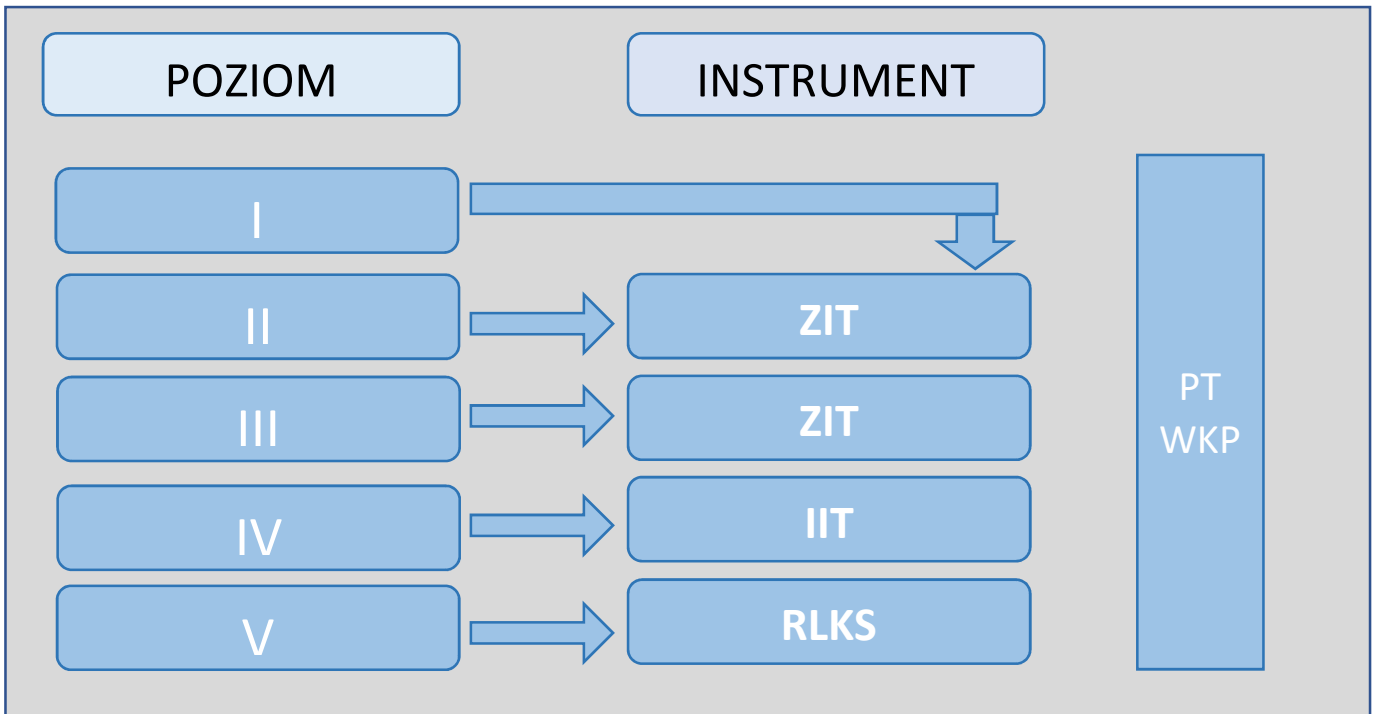 POZIOM
INSTRUMENT
I
II
ZIT
III
ZIT
IV
IIT
V
RLKS
PT
WKP